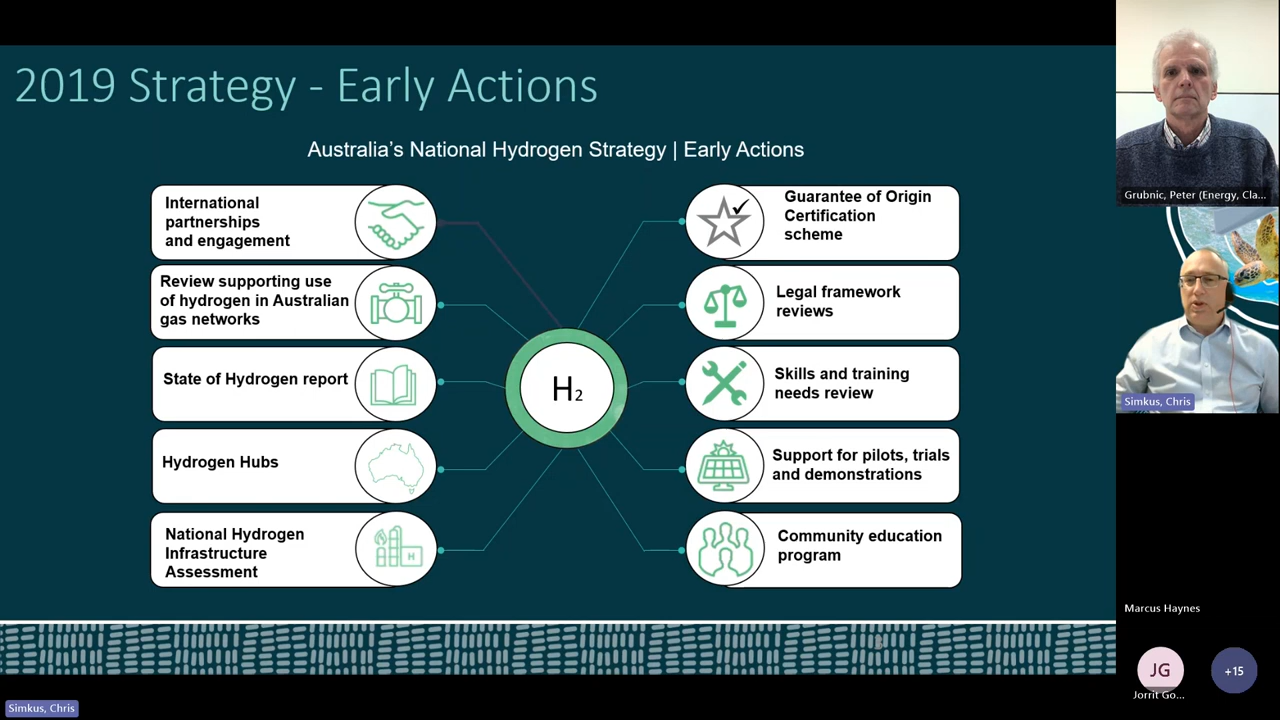 2019 Strategy - Early Actions
Australia's National Hydrogen Strategy | Early Actions
International
partnerships
and engagement
Review supporting use
of hydrogen in Australian
gas networks
State of Hydrogen report
Hydrogen Hubs
National Hydrogen
Infrastructure
Assessment
H
H2
Guarantee of Origin
Certification
scheme
Legal framework
reviews
Skills and training
needs review
Support for pilots, trials
and demonstrations
Community education
program
Grubnic, Peter (Energy, Cla...
Simkus, Chris
Marcus Haynes
JG
Jorrit Go...
+15
Simkus, Chris